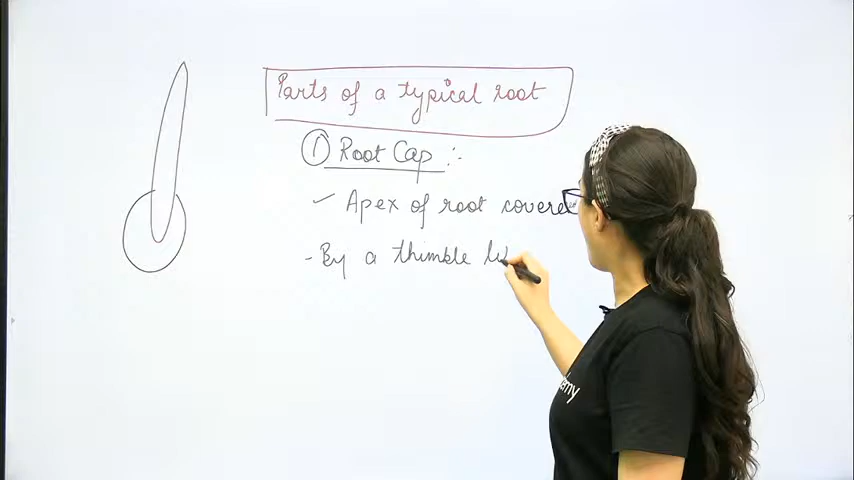 Parts of a typical root
① Root Cap :-
✓ Apex of root covere
- By a thimble li